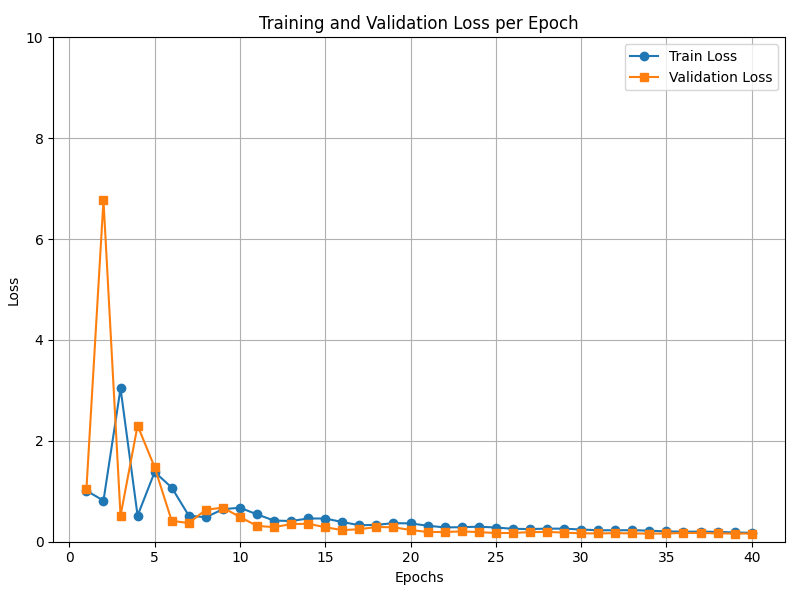 Training and Validation Loss per Epoch
Train Loss
Validation Loss
Loss
10
8
6
4
2
0
0 5 10 15 20 25 30 35 40
Epochs